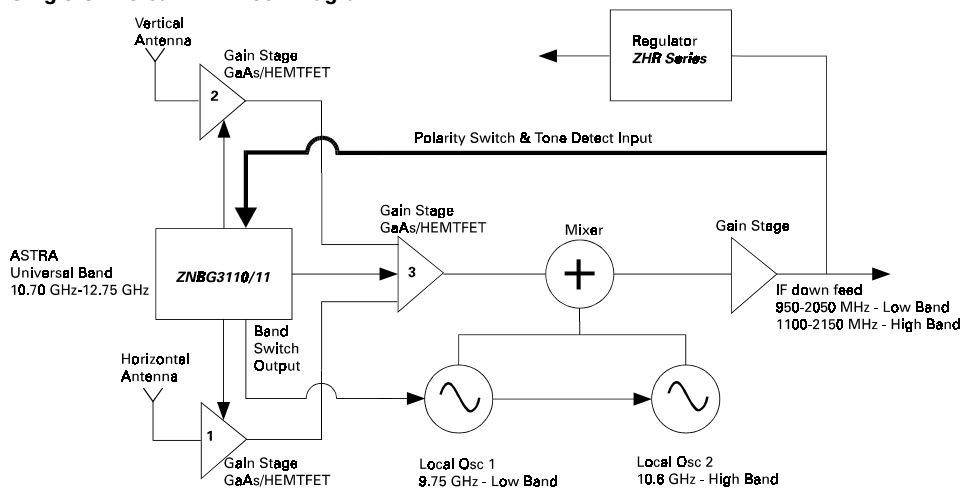 Vertical
Antenna
Gain Stage
GaAs/HEMTFET
2
Regulator
ZHR Series
Polarity Switch & Tone Detect Input
ASTRA
Universal Band
10.70 GHz-12.75 GHz
ZNBG3110/11
Gain Stage
GaAs/HEMTFET
3
Mixer
+
Gain Stage
IF down feed
950-2050 MHz - Low Band
1100-2150 MHz - High Band
Band
Switch
Output
Horizontal
Antenna
1
Gain Stage
GaAs/HEMTFET
Local Osc 1
9.75 GHz - Low Band
Local Osc 2
10.6 GHz - High Band